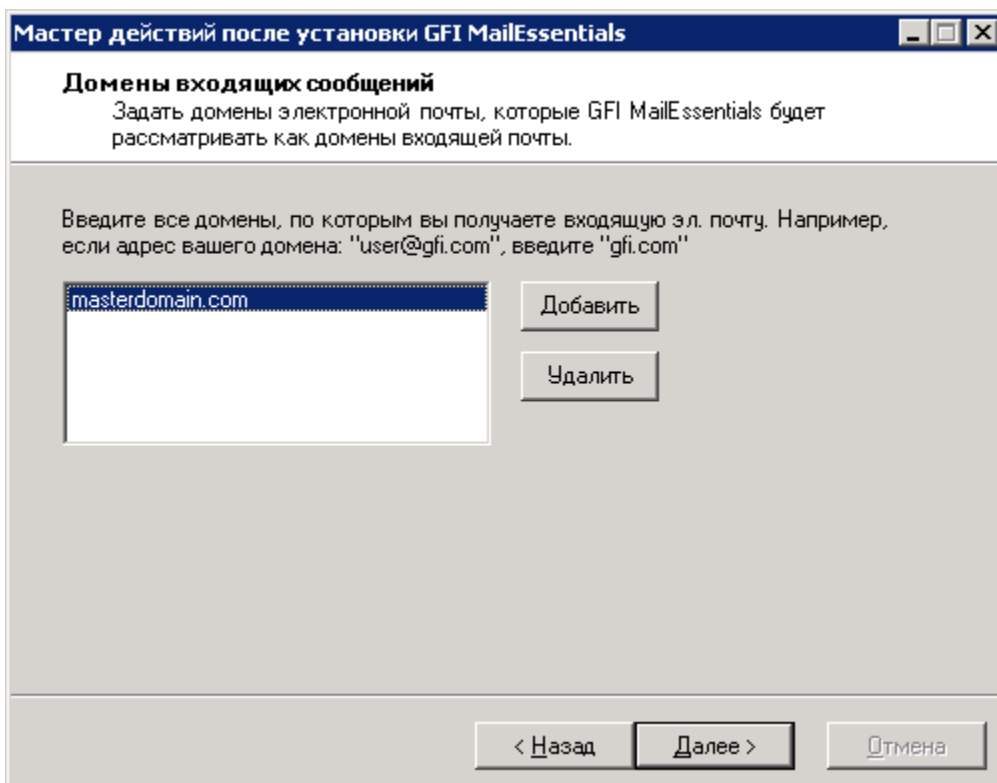 Мастер действий после установки GFI MailEssentials
Домены входящих сообщений
Задать домены электронной почты, которые GFI MailEssentials будет
рассматривать как домены входящей почты.
Введите все домены, по которым вы получаете входящую эл. почту. Например,
если адрес вашего домена: "user@gfi.com", введите "gfi.com"
masterdomain.com
Добавить
Удалить
< Назад
Далее >
Отмена